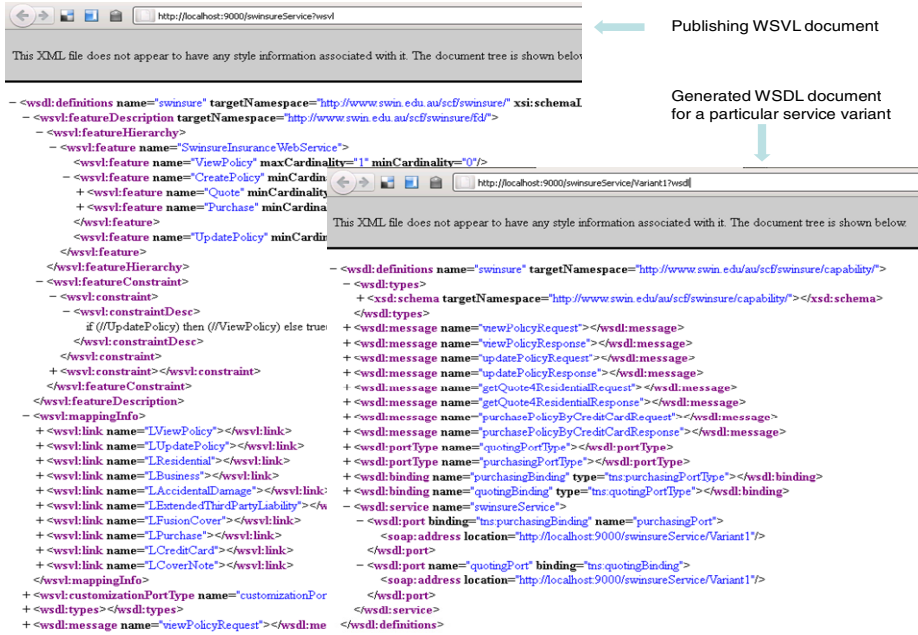 http://localhost:9000/swinsureService?wsvl
Publishing WSVL document
This XML file does not appear to have any style information associated with it. The document tree is shown below
Generated WSDL document
for a particular service variant
− <wsdl:definitions name="swinsure" targetNamespace="http://www.swin.edu.au/scf/swinsure/" xsi:schemaL
− <wsvl:featureDescription targetNamespace="http://www.swin.edu.au/scf/swinsure/fd/">
− <wsvl:featureHierarchy>
− <wsvl:feature name="SwinsureInsuranceWebService">
<wsvl:feature name="ViewPolicy" maxCardinality="1" minCardinality="0"/>
− <wsvl:feature name="CreatePolicy" minCardin
+ <wsvl:feature name="Quote" minCardinality
+ <wsvl:feature name="Purchase" minCardina
</wsvl:feature>
<wsvl:feature name="UpdatePolicy" minCardin
</wsvl:feature>
</wsvl:featureHierarchy>
− <wsvl:featureConstraint>
− <wsvl:constraint>
− <wsvl:constraintDesc>
if (//UpdatePolicy) then (//ViewPolicy) else true
</wsvl:constraintDesc>
</wsvl:constraint>
+ <wsvl:constraint></wsvl:constraint>
</wsvl:featureConstraint>
</wsvl:featureDescription>
− <wsvl:mappingInfo>
+ <wsvl:link name="LViewPolicy"></wsvl:link>
+ <wsvl:link name="LUpdatePolicy"></wsvl:link>
+ <wsvl:link name="LResidential"></wsvl:link>
+ <wsvl:link name="LBusiness"></wsvl:link>
+ <wsvl:link name="LAccidentalDamage"></wsvl:link>
+ <wsvl:link name="LExtendedThirdPartyLiability"></w
+ <wsvl:link name="LFusionCover"></wsvl:link>
+ <wsvl:link name="LPurchase"></wsvl:link>
+ <wsvl:link name="LCreditCard"></wsvl:link>
+ <wsvl:link name="LCoverNote"></wsvl:link>
</wsvl:mappingInfo>
+ <wsvl:customizationPortType name="customizationPor
+ <wsdl:types></wsdl:types>
+ <wsdl:message name="viewPolicyRequest"></wsdl:me
http://localhost:9000/swinsureService/Variant1?wsdl
This XML file does not appear to have any style information associated with it. The document tree is shown below.
− <wsdl:definitions name="swinsure" targetNamespace="http://www.swin.edu.au/scf/swinsure/capability/">
− <wsdl:types>
+ <xsd:schema targetNamespace="http://www.swin.edu.au/scf/swinsure/capability/"></xsd:schema>
</wsdl:types>
+ <wsdl:message name="viewPolicyRequest"></wsdl:message>
+ <wsdl:message name="viewPolicyResponse"></wsdl:message>
+ <wsdl:message name="updatePolicyRequest"></wsdl:message>
+ <wsdl:message name="updatePolicyResponse"></wsdl:message>
+ <wsdl:message name="getQuote4ResidentialRequest"></wsdl:message>
+ <wsdl:message name="getQuote4ResidentialResponse"></wsdl:message>
+ <wsdl:message name="purchasePolicyByCreditCardRequest"></wsdl:message>
+ <wsdl:message name="purchasePolicyByCreditCardResponse"></wsdl:message>
+ <wsdl:portType name="quotingPortType"></wsdl:portType>
+ <wsdl:portType name="purchasingPortType"></wsdl:portType>
+ <wsdl:binding name="purchasingBinding" type="tns:purchasingPortType"></wsdl:binding>
+ <wsdl:binding name="quotingBinding" type="tns:quotingPortType"></wsdl:binding>
− <wsdl:service name="swinsureService">
− <wsdl:port binding="tns:purchasingBinding" name="purchasingPort">
<soap:address location="http://localhost:9000/swinsureService/Variant1"/>
</wsdl:port>
− <wsdl:port name="quotingPort" binding="tns:quotingBinding">
<soap:address location="http://localhost:9000/swinsureService/Variant1"/>
</wsdl:port>
</wsdl:service>
</wsdl:definitions>